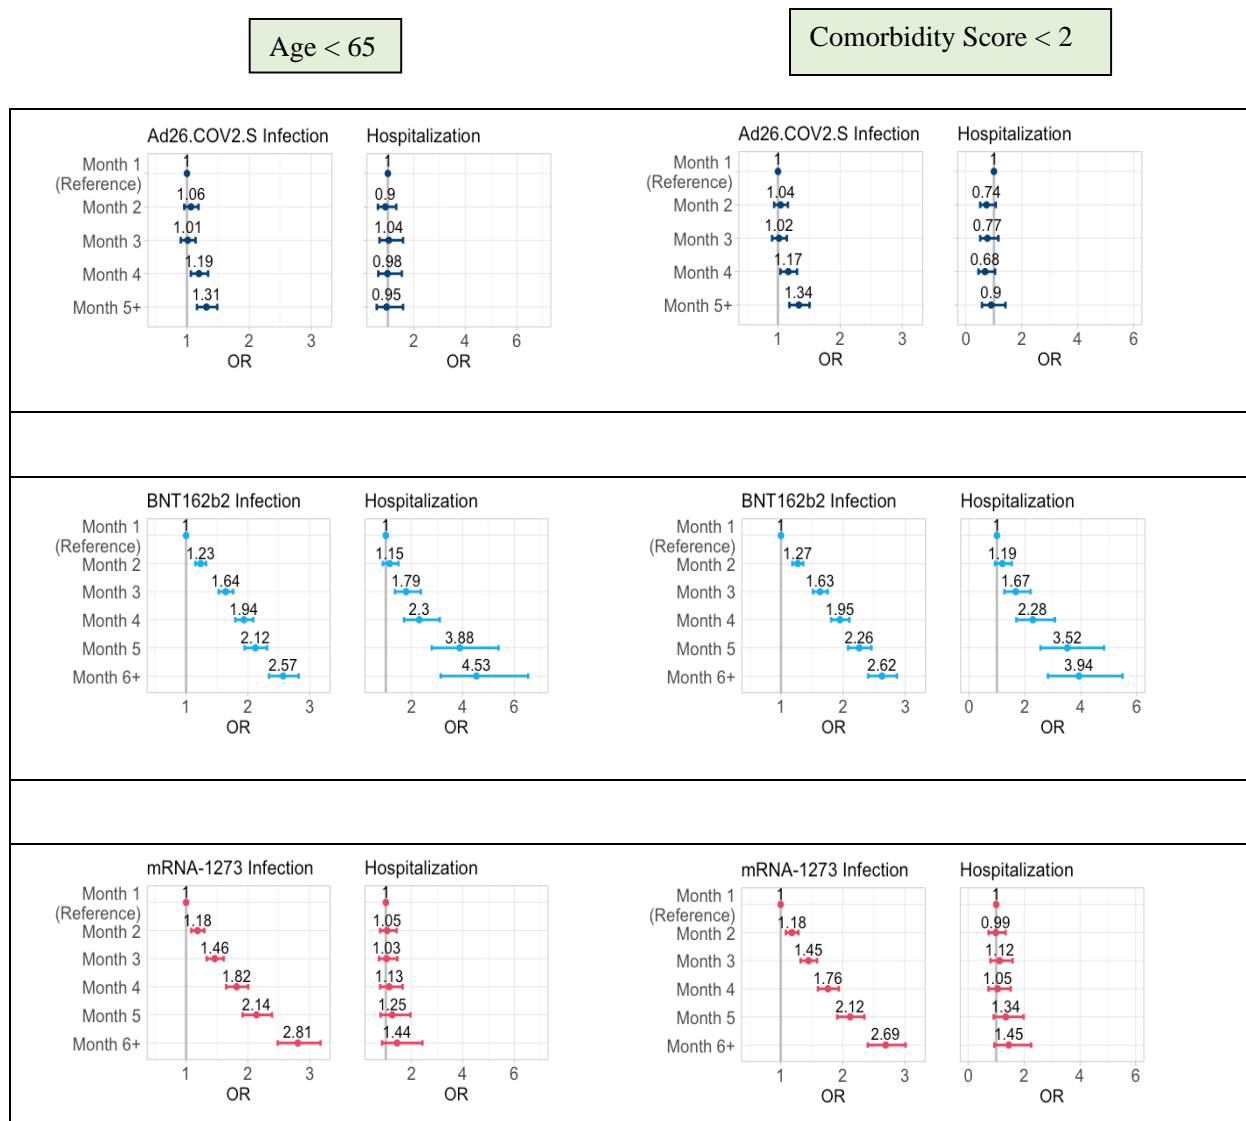 Age < 65
Comorbidity Score < 2
Ad26.COV2.S Infection
Hospitalization
Month 1
(Reference)
Month 2
Month 3
Month 4
Month 5+
1
1.06
1.01
1.19
1.31
1 2 3
OR
1
0.9
1.04
0.98
0.95
2 4 6
OR
Ad26.COV2.S Infection
Hospitalization
Month 1
(Reference)
Month 2
Month 3
Month 4
Month 5+
1
1.04
1.02
1.17
1.34
1 2 3
OR
1
0.74
0.77
0.68
0.9
0 2 4 6
OR
BNT162b2 Infection
Hospitalization
Month 1
(Reference)
Month 2
Month 3
Month 4
Month 5
Month 6+
1
1.23
1.64
1.94
2.12
2.57
1 2 3
OR
1
1.15
1.79
2.3
3.88
4.53
2 4 6
OR
BNT162b2 Infection
Hospitalization
Month 1
(Reference)
Month 2
Month 3
Month 4
Month 5
Month 6+
1
1.27
1.63
1.95
2.26
2.62
1 2 3
OR
1
1.19
1.67
2.28
3.52
3.94
0 2 4 6
OR
mRNA-1273 Infection
Hospitalization
Month 1
(Reference)
Month 2
Month 3
Month 4
Month 5
Month 6+
1
1.18
1.46
1.82
2.14
2.81
1 2 3
OR
1
1.05
1.03
1.13
1.25
1.44
2 4 6
OR
mRNA-1273 Infection
Hospitalization
Month 1
(Reference)
Month 2
Month 3
Month 4
Month 5
Month 6+
1
1.18
1.45
1.76
2.12
2.69
1 2 3
OR
1
0.99
1.12
1.05
1.34
1.45
0 2 4 6
OR